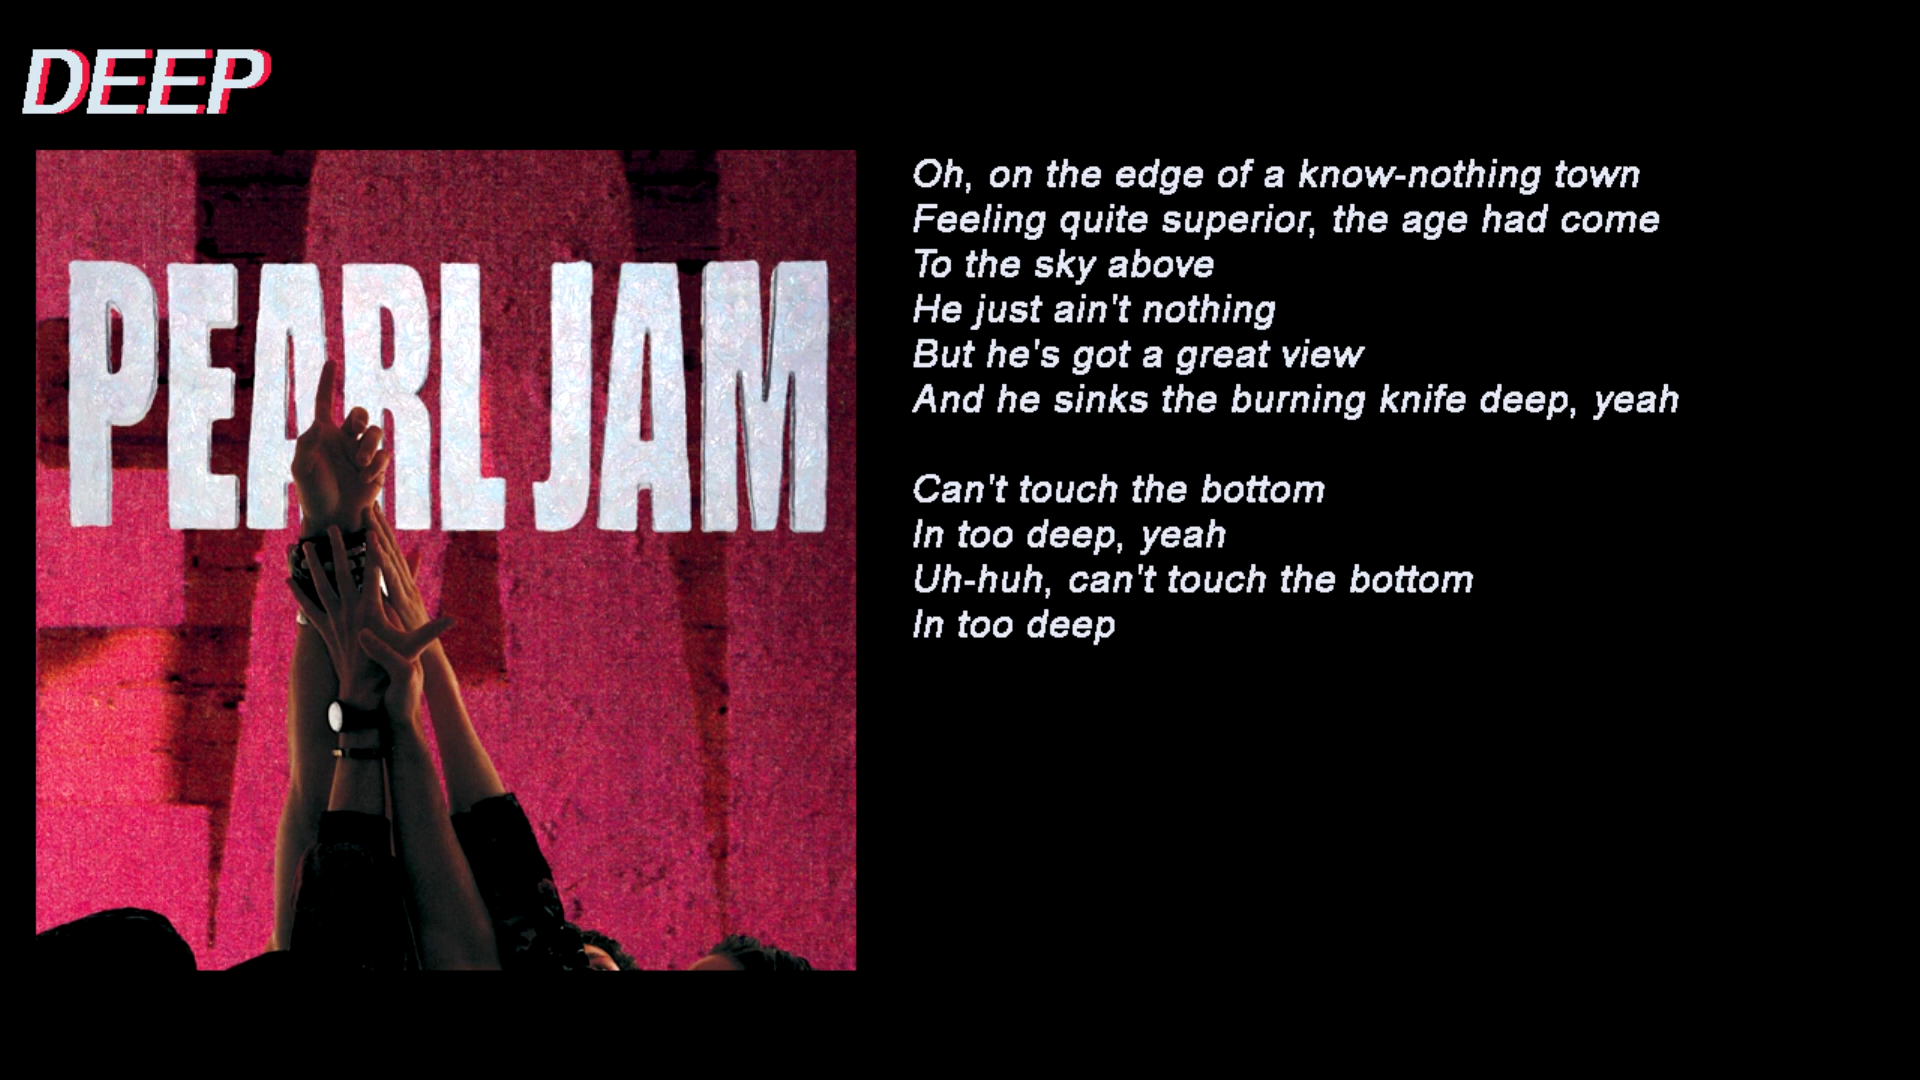 DEEP
PEARL JAM
Oh, on the edge of a know-nothing town
Feeling quite superior, the age had come
To the sky above
He just ain't nothing
But he's got a great view
And he sinks the burning knife deep, yeah

Can't touch the bottom
In too deep, yeah
Uh-huh, can't touch the bottom
In too deep